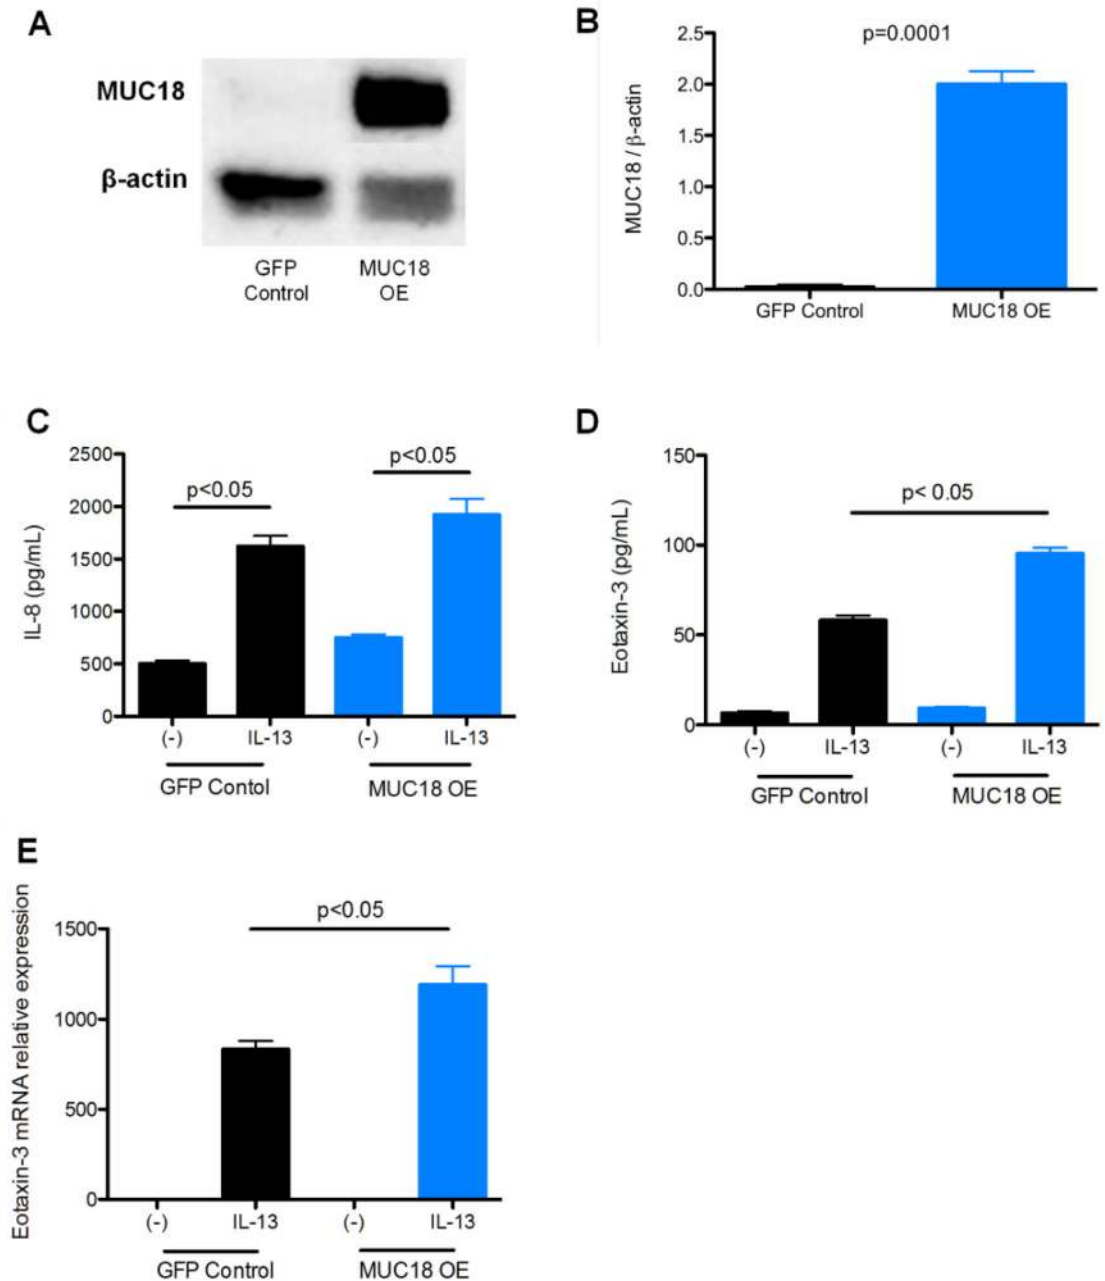 A
MUC18
β-actin
GFP
Control
MUC18
OE
B
p=0.0001
MUC18 / β-actin
2.5
2.0
1.5
1.0
0.5
0.0
GFP Control
MUC18 OE
C
IL-8 (pg/mL)
2500
2000
1500
1000
500
0
p<0.05
p<0.05
(-)
IL-13
(-)
IL-13
GFP Contol
MUC18 OE
D
Eotaxin-3 (pg/mL)
150
100
50
0
p< 0.05
(-)
IL-13
(-)
IL-13
GFP Control
MUC18 OE
E
Eotaxin-3 mRNA relative expression
1500
1000
500
0
p<0.05
(-)
IL-13
(-)
IL-13
GFP Control
MUC18 OE